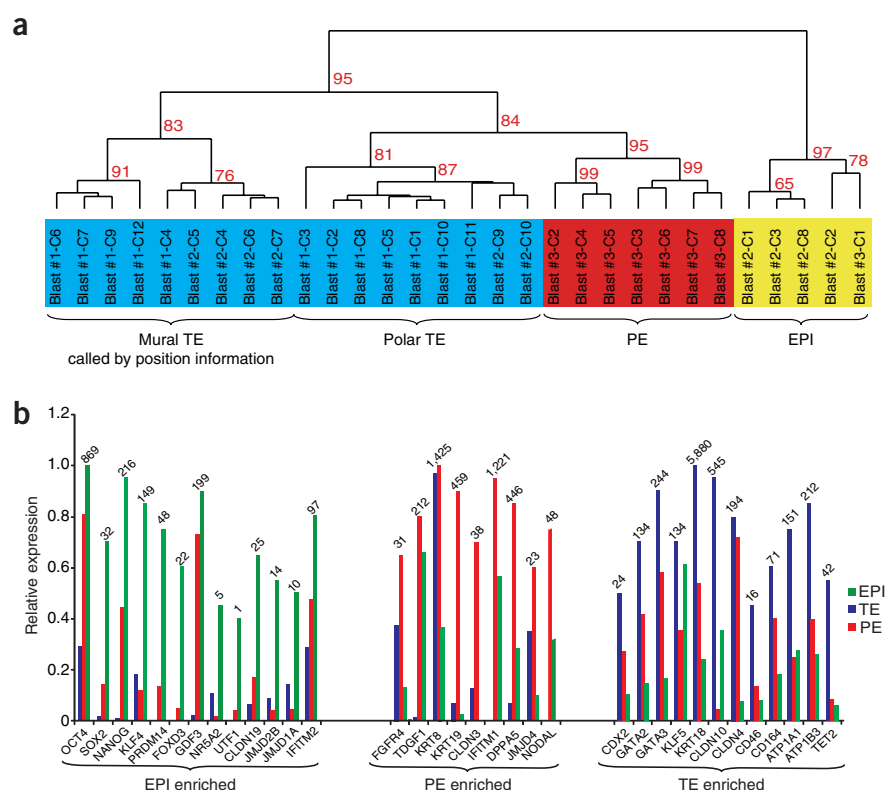 a
95
83
84
91
76
81
87
95
99
99
97
78
65
Blast #1-C6
Blast #1-C7
Blast #1-C9
Blast #1-C12
Blast #1-C4
Blast #2-C5
Blast #2-C4
Blast #2-C6
Blast #2-C7
Blast #1-C3
Blast #1-C2
Blast #1-C8
Blast #1-C5
Blast #1-C1
Blast #1-C10
Blast #1-C11
Blast #2-C9
Blast #2-C10
Blast #3-C2
Blast #3-C4
Blast #3-C5
Blast #3-C3
Blast #3-C6
Blast #3-C7
Blast #3-C8
Blast #2-C1
Blast #2-C3
Blast #2-C8
Blast #2-C2
Blast #3-C1
Mural TE
called by position information
Polar TE
PE
EPI
b
Relative expression
1.2
1.0
0.8
0.6
0.4
0.2
0
869
32
216
149
48
22
199
5
1
25
14
10
97
31
212
1,425
459
38
1,221
446
23
48
24
134
244
134
5,880
545
194
16
71
151
212
42
EPI
TE
PE
OCT4
SOX2
NANOG
KLF4
PRDM14
FOXD3
GDF3
NR5A2
UTF1
CLDN19
JMJD2B
JMJD1A
IFITM2
FGFR4
TDGF1
KRT8
KRT19
CLDN3
IFITM1
DPPA5
JMJD4
NODAL
CDX2
GATA2
GATA3
KLF5
KRT18
CLDN10
CLDN4
CD46
CD164
ATP1A1
ATP1B3
TET2
EPI enriched
PE enriched
TE enriched